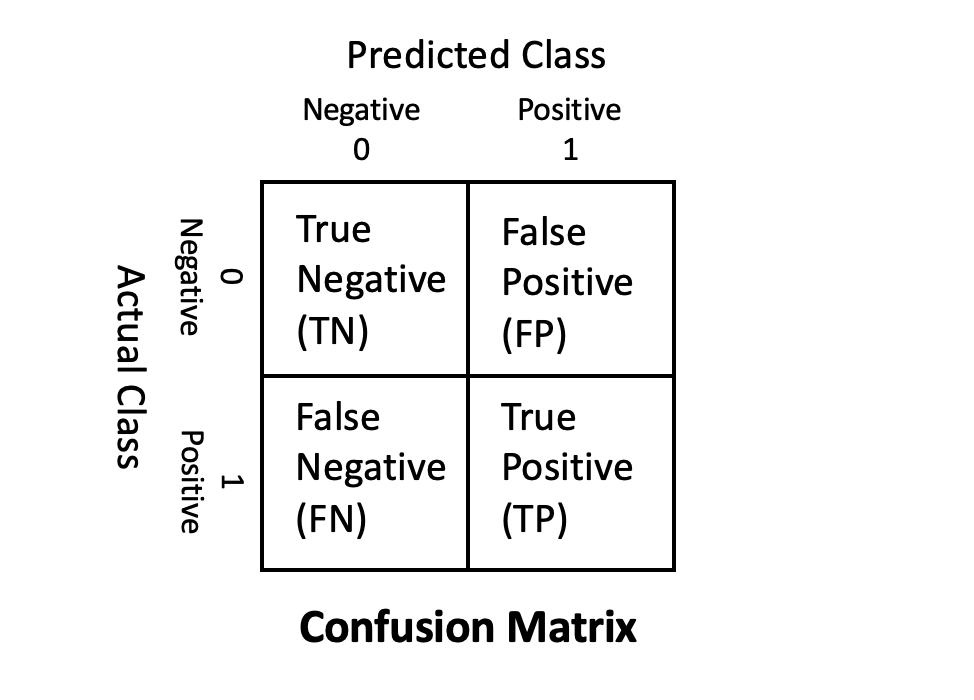 Predicted Class
Negative Positive
0 1
Actual Class
Negative
0
True
Negative
(TN)
False
Positive
(FP)
Positive
1
False
Negative
(FN)
True
Positive
(TP)
Confusion Matrix